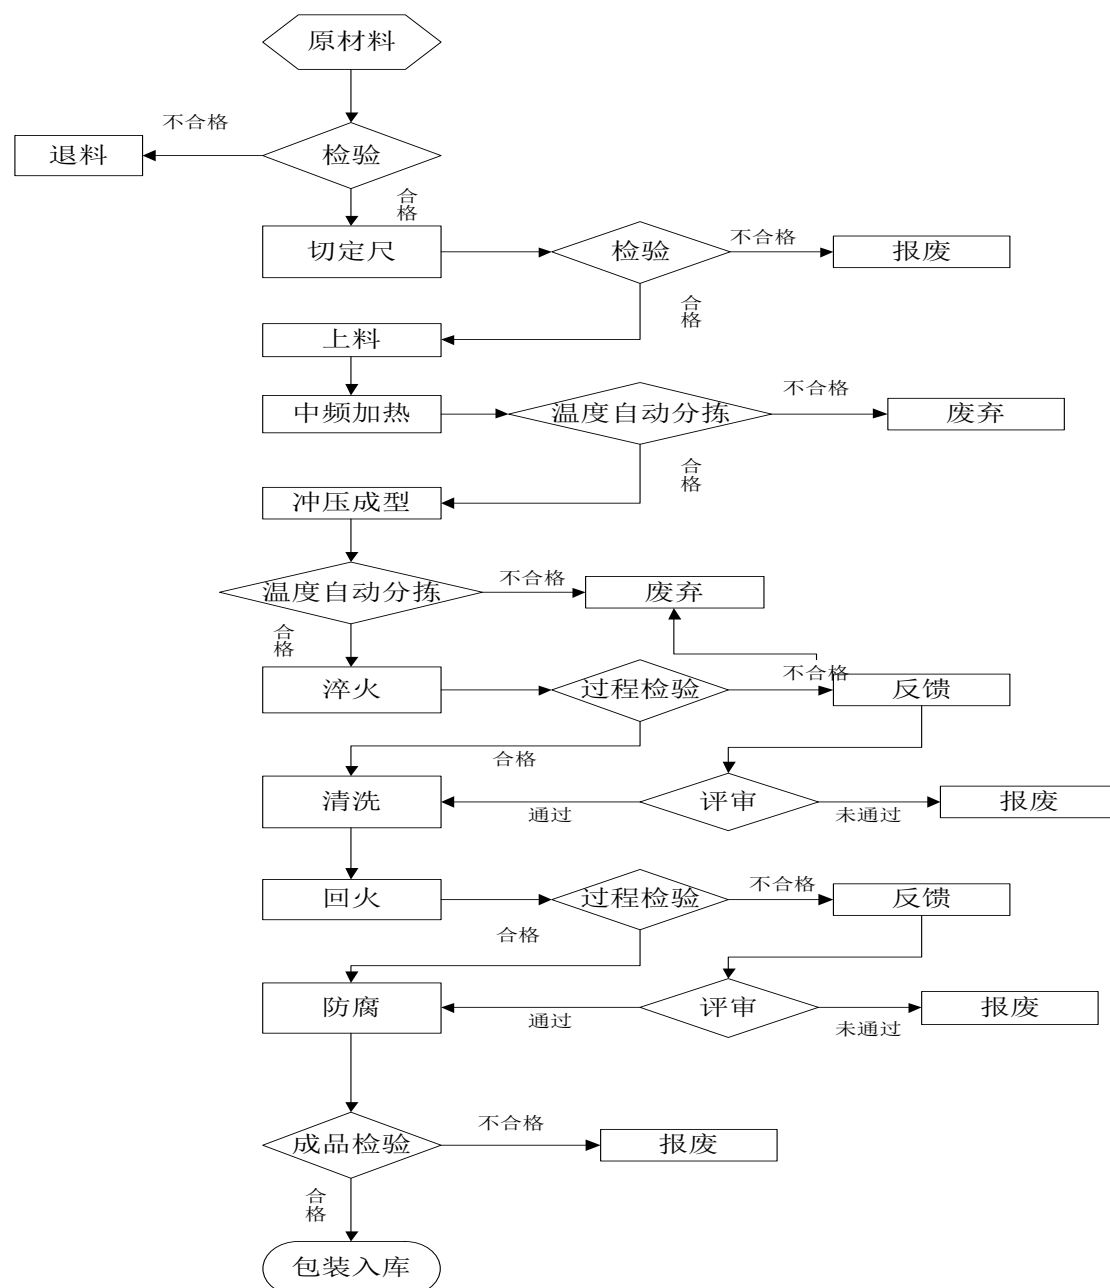 原材料
不合格
退料
检验
合格
切定尺
检验
不合格
报废
合格
上料
中频加热
温度自动分拣
不合格
废弃
合格
冲压成型
温度自动分拣
不合格
废弃
合格
淬火
过程检验
不合格
反馈
合格
清洗
通过
评审
未通过
报废
回火
过程检验
不合格
反馈
合格
防腐
通过
评审
未通过
报废
成品检验
不合格
报废
合格
包装入库